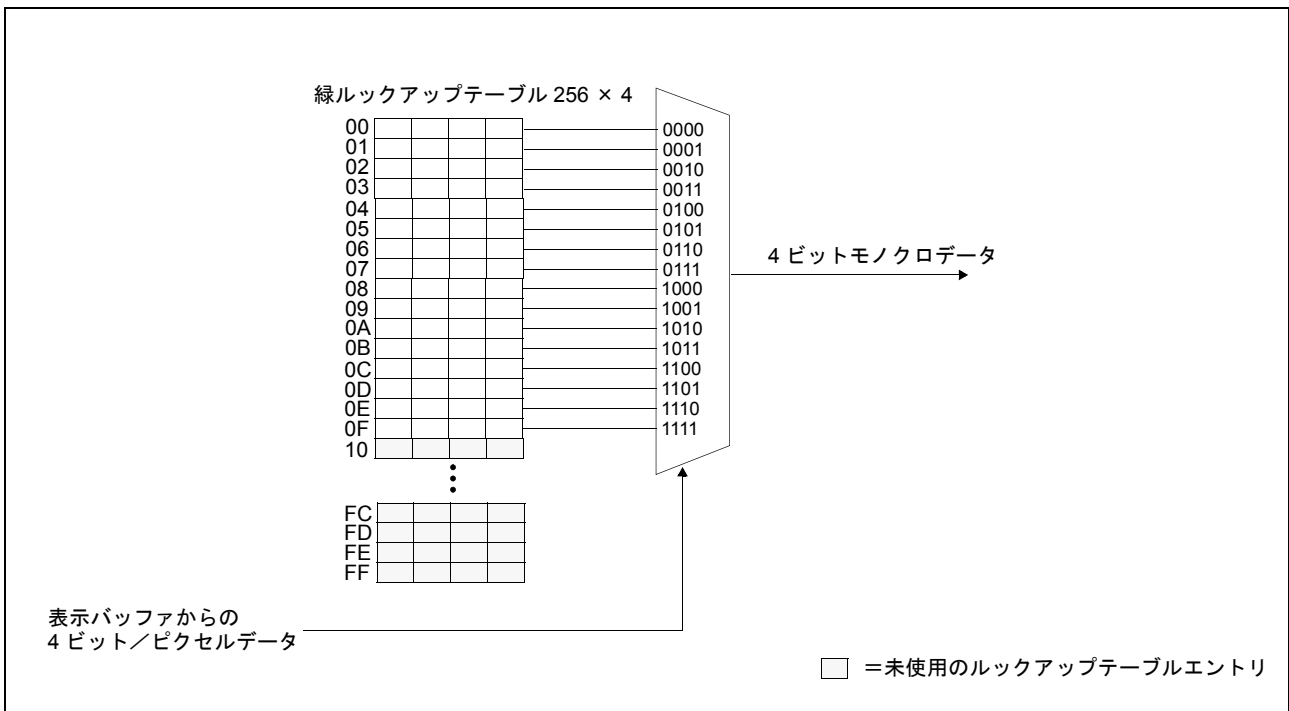 緑ルックアップテーブル 256 × 4
00 0000
01 0001
02 0010
03 0011
04 0100
05 0101
06 0110
07 0111
08 1000
09 1001
0A 1010
0B 1011
0C 1100
0D 1101
0E 1110
0F 1111
10
4 ビットモノクロデータ
FC
FD
FE
FF
表示バッファからの
4 ビット／ピクセルデータ
＝未使用のルックアップテーブルエントリ